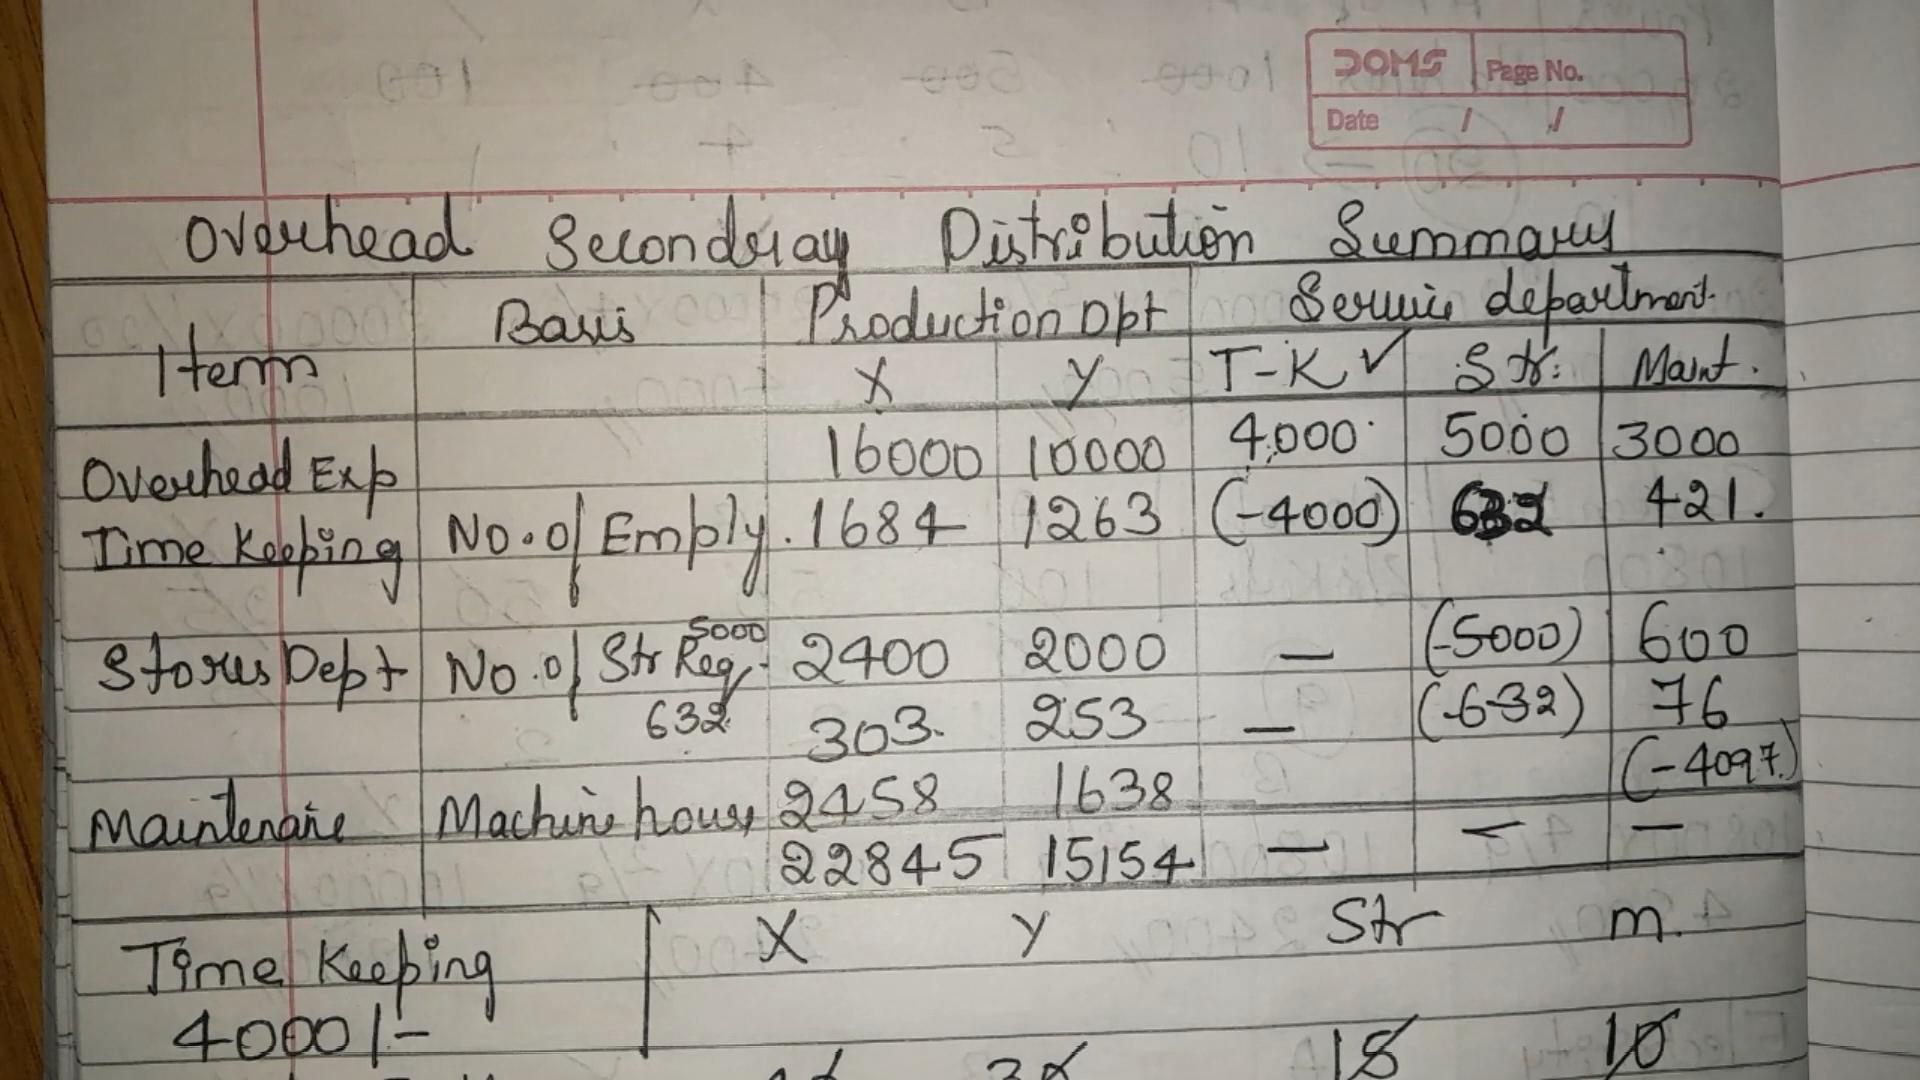 DOMS Page No.
Date / /
Overhead Seconderay Distribution Summary
Item Basis Production Dpt Service department.
X Y T-K ✓ Str: Maint.
Overhead Exp 16000 10000 4000 5000 3000
Time Keeping No. of Emply. 1684 1263 (-4000) 632 421.
Stores Dept No. of Str Req. 5000 2400 2000 — (-5000) 600
632 303. 253 — (-632) 76
(-4097.)
Maintenance Machine hours 2458 1638
22845 15154 — — —
Time Keeping X Y Str m.
4000/-
15 10